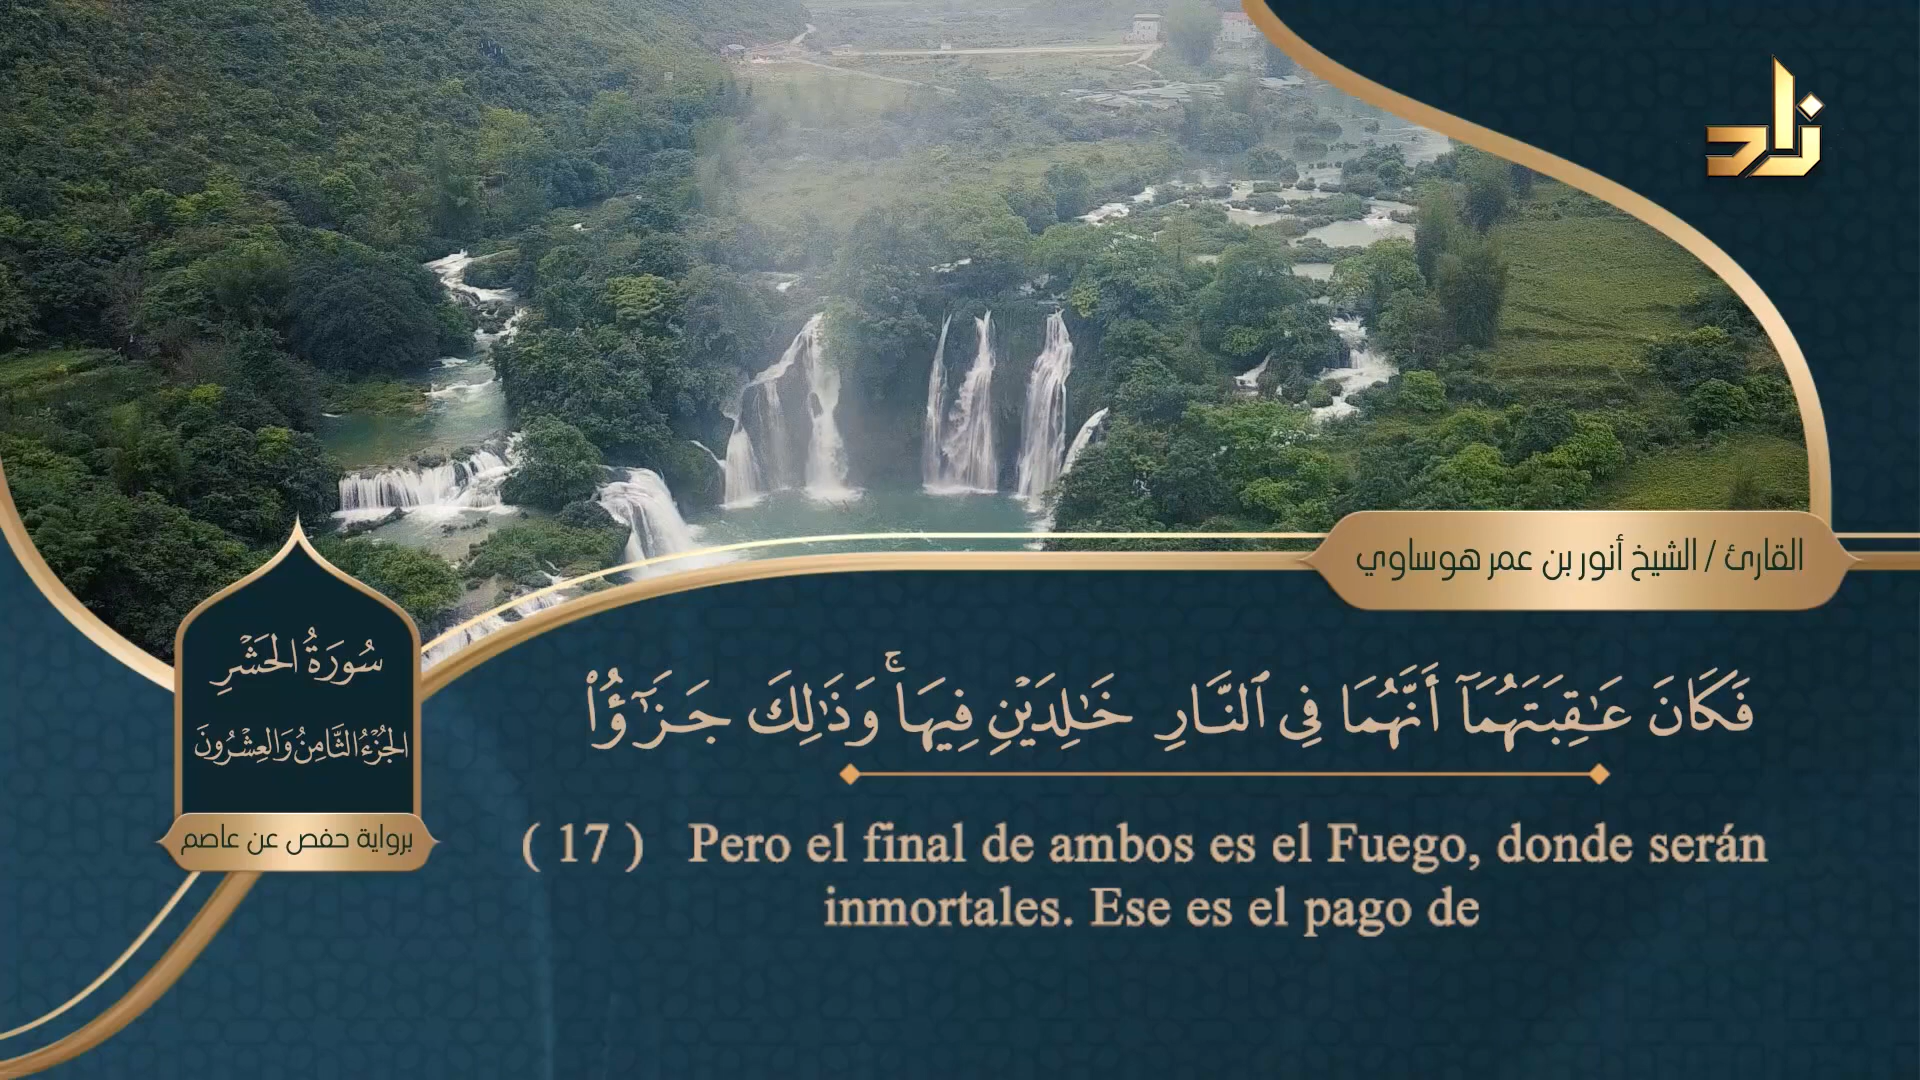 زاد
القارئ / الشيخ أنور بن عمر هوساوي
سُورَةُ الحَشْرِ
الجُزْءُ الثَّامِنُ وَالعِشْرُونَ
برواية حفص عن عاصم
فَكَانَ عَـٰقِبَتَهُمَآ أَنَّهُمَا فِى ٱلنَّارِ خَـٰلِدَيْنِ فِيهَا ۚ وَذَٰلِكَ جَزَٰٓؤُا۟
( 17 ) Pero el final de ambos es el Fuego, donde serán
inmortales. Ese es el pago de